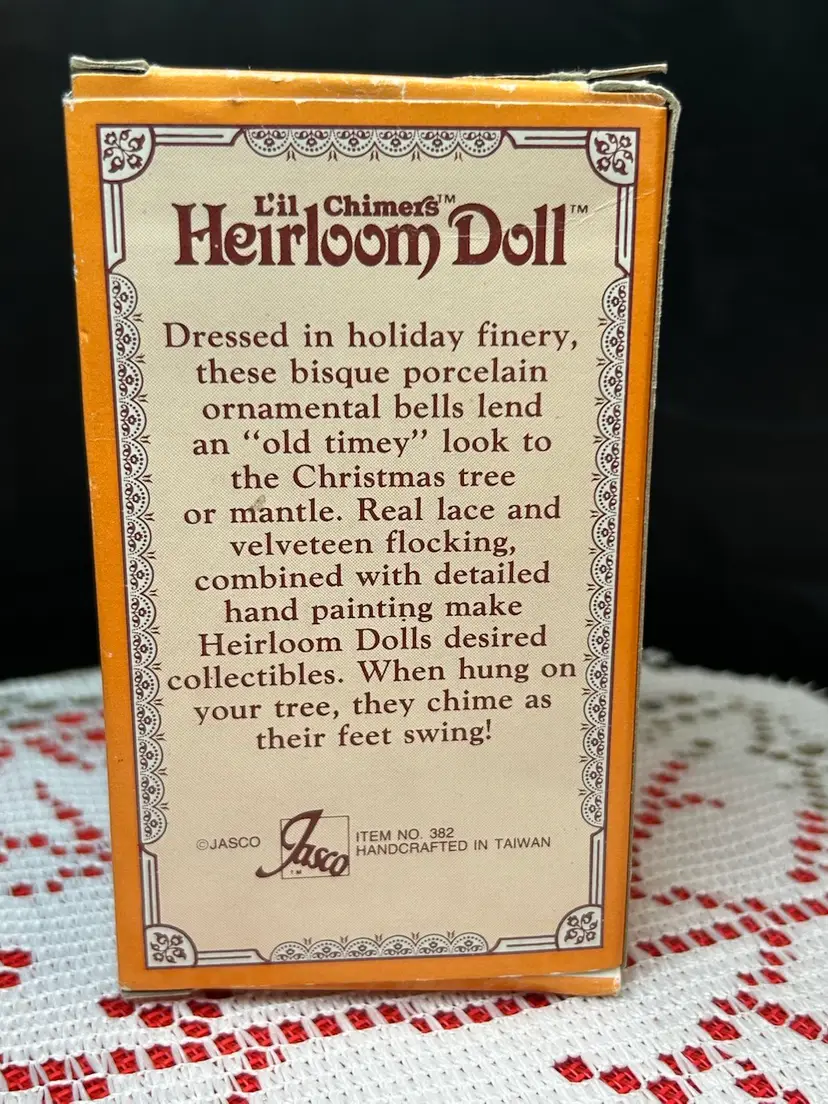 L'il Chimers™
Heirloom Doll™
Dressed in holiday finery,
these bisque porcelain
ornamental bells lend
an “old timey” look to
the Christmas tree
or mantle. Real lace and
velveteen flocking,
combined with detailed
hand painting make
Heirloom Dolls desired
collectibles. When hung on
your tree, they chime as
their feet swing!
©JASCO
Jasco
TM
ITEM NO. 382
HANDCRAFTED IN TAIWAN